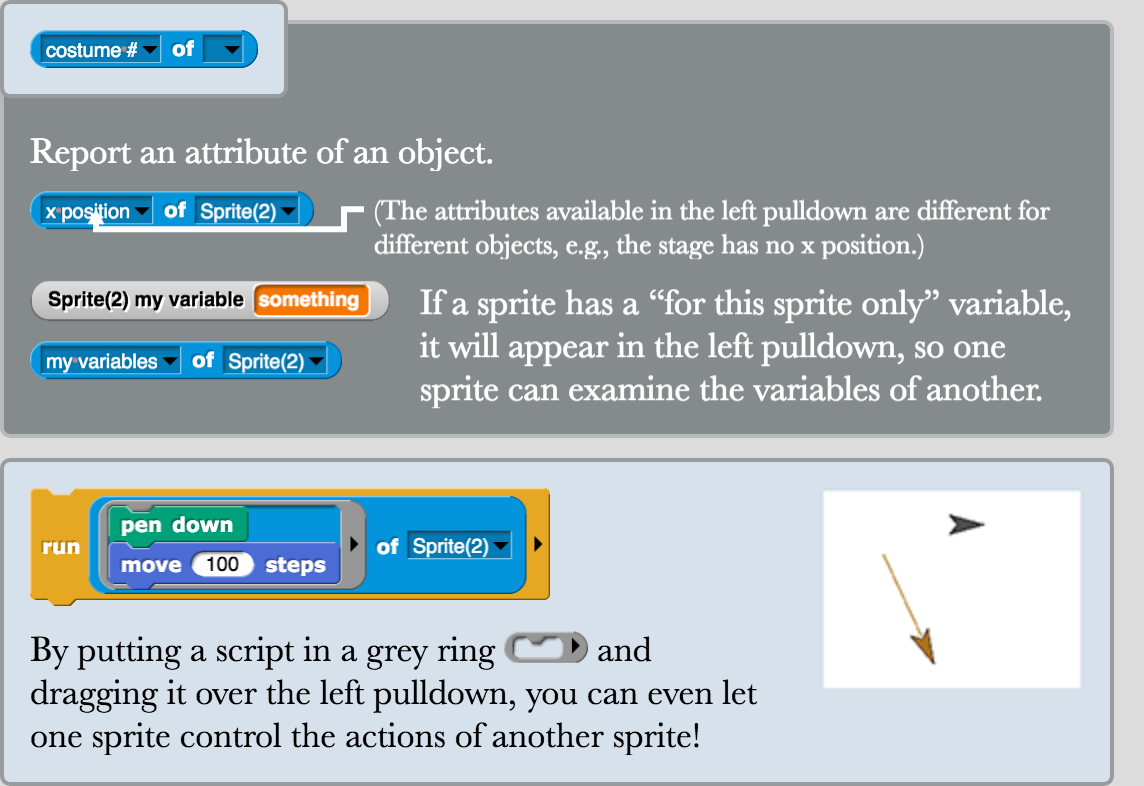 costume # of
Report an attribute of an object.
x position of Sprite(2)
(The attributes available in the left pulldown are different for
different objects, e.g., the stage has no x position.)
Sprite(2) my variable something
my variables of Sprite(2)
If a sprite has a “for this sprite only” variable,
it will appear in the left pulldown, so one
sprite can examine the variables of another.
pen down
run move 100 steps of Sprite(2)
By putting a script in a grey ring and
dragging it over the left pulldown, you can even let
one sprite control the actions of another sprite!